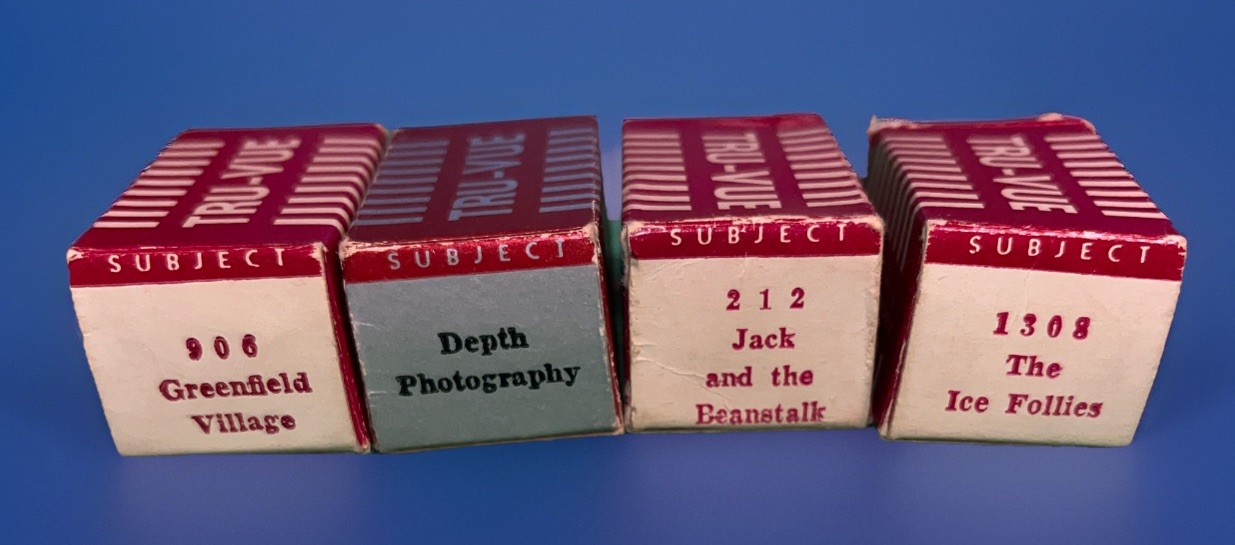 TRU-VUE
SUBJECT
906
Greenfield
Village
TRU-VUE
SUBJECT
Depth
Photography
TRU-VUE
SUBJECT
212
Jack
and the
Beanstalk
TRU-VUE
SUBJECT
1308
The
Ice Follies